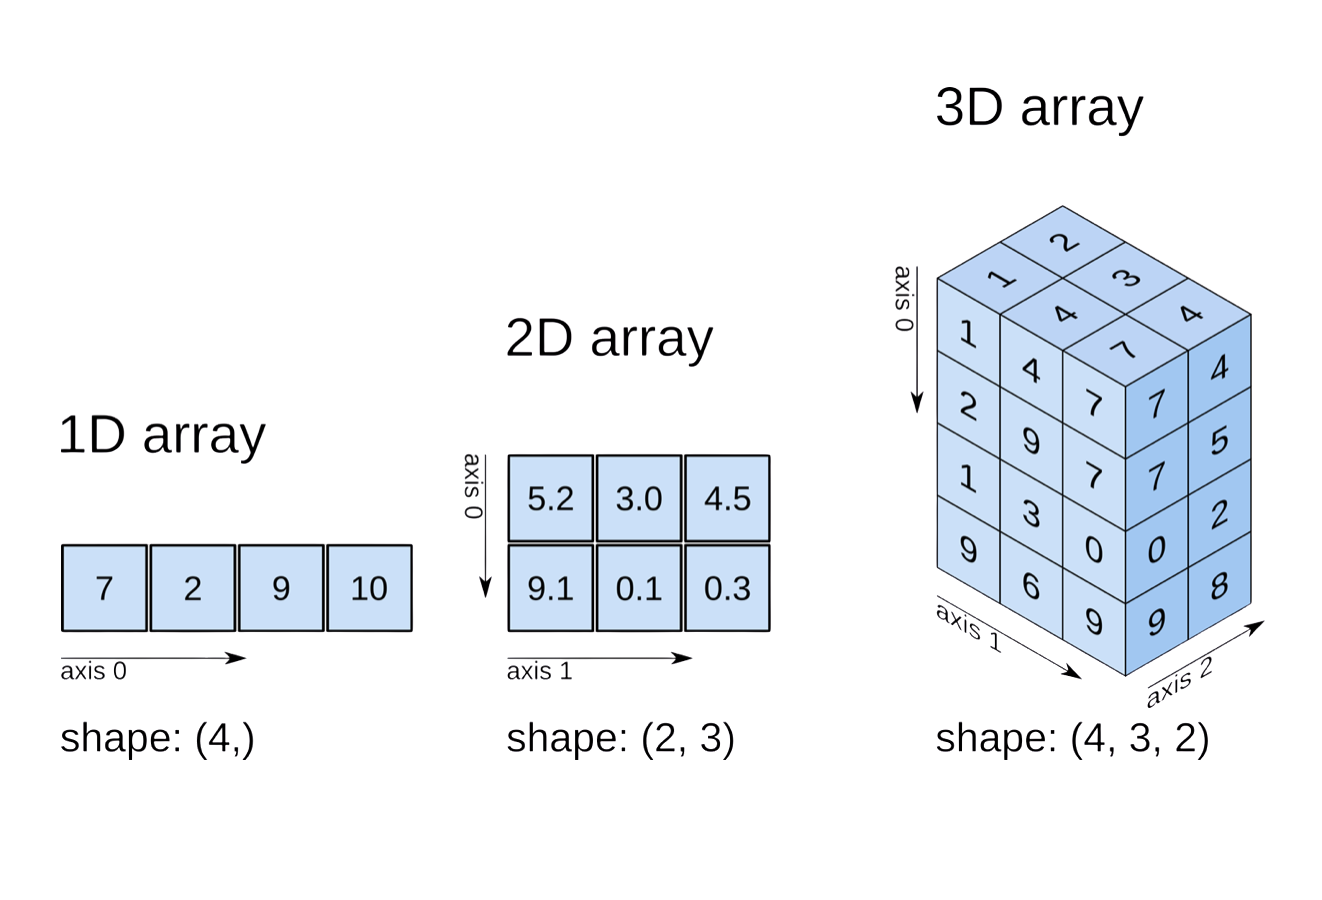 1D array
7 2 9 10
axis 0
shape: (4,)
2D array
axis 0
5.2 3.0 4.5
9.1 0.1 0.3
axis 1
shape: (2, 3)
3D array
axis 0
2
1 3
4 4
7
1 4 7 7 4
2 9 7 7 5
1 3 0 0 2
9 6 9 9 8
axis 1
axis 2
shape: (4, 3, 2)